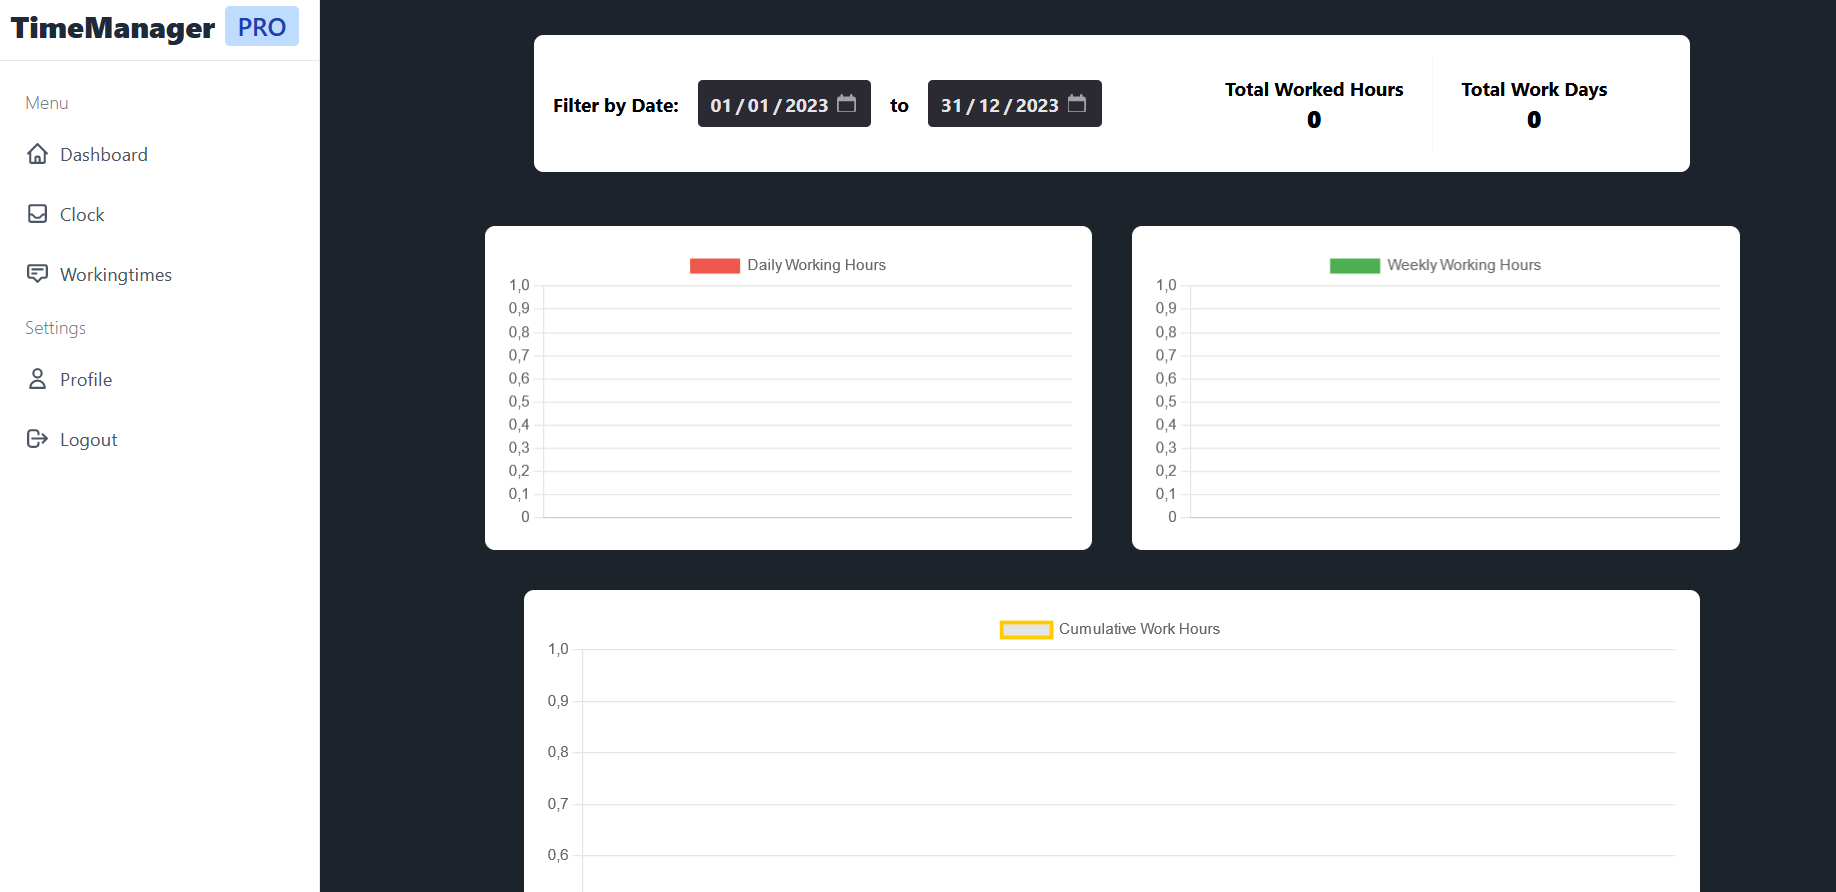 TimeManager PRO
Menu
Dashboard
Clock
Workingtimes
Settings
Profile
Logout
Filter by Date: 01/01/2023 to 31/12/2023
Total Worked Hours
0
Total Work Days
0
Daily Working Hours
1,0
0,9
0,8
0,7
0,6
0,5
0,4
0,3
0,2
0,1
0
Weekly Working Hours
1,0
0,9
0,8
0,7
0,6
0,5
0,4
0,3
0,2
0,1
0
Cumulative Work Hours
1,0
0,9
0,8
0,7
0,6